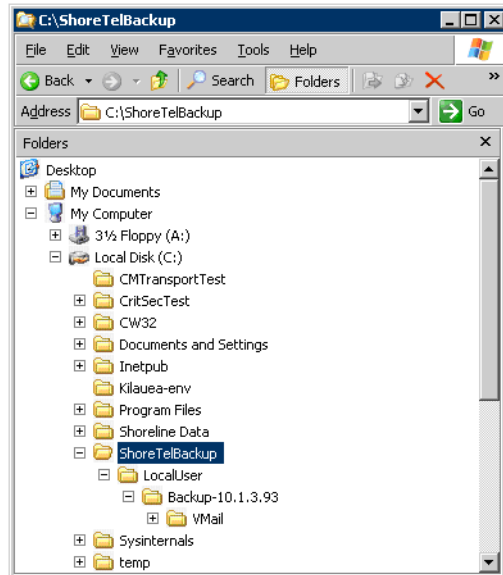 C:\ShoreTelBackup
File Edit View Favorites Tools Help
Back Search Folders »
Address C:\ShoreTelBackup Go
Folders
Desktop
My Documents
My Computer
3½ Floppy (A:)
Local Disk (C:)
CMTransportTest
CritSecTest
CW32
Documents and Settings
Inetpub
Kilauea-env
Program Files
Shoreline Data
ShoreTelBackup
LocalUser
Backup-10.1.3.93
VMail
Sysinternals
temp